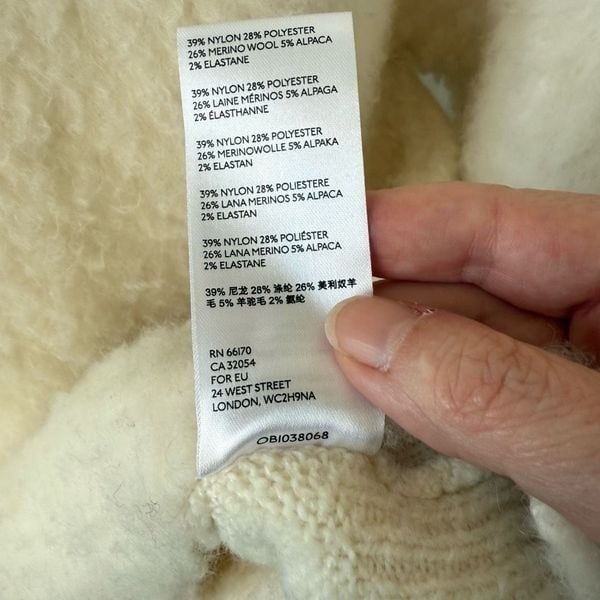 39% NYLON 28% POLYESTER
26% MERINO WOOL 5% ALPACA
2% ELASTANE
39% NYLON 28% POLYESTER
26% LAINE MÉRINOS 5% ALPAGA
2% ÉLASTHANNE
39% NYLON 28% POLYESTER
26% MERINOWOLLE 5% ALPAKA
2% ELASTAN
39% NYLON 28% POLIESTERE
26% LANA MERINOS 5% ALPACA
2% ELASTAN
39% NYLON 28% POLIÉSTER
26% LANA MERINOS 5% ALPACA
2% ELASTANE
39% 尼龙 28% 涤纶 26% 美利奴羊
毛 5% 羊驼毛 2% 氨纶
RN 66170
CA 32054
FOR EU
24 WEST STREET
LONDON, WC2H9NA
OB1038068